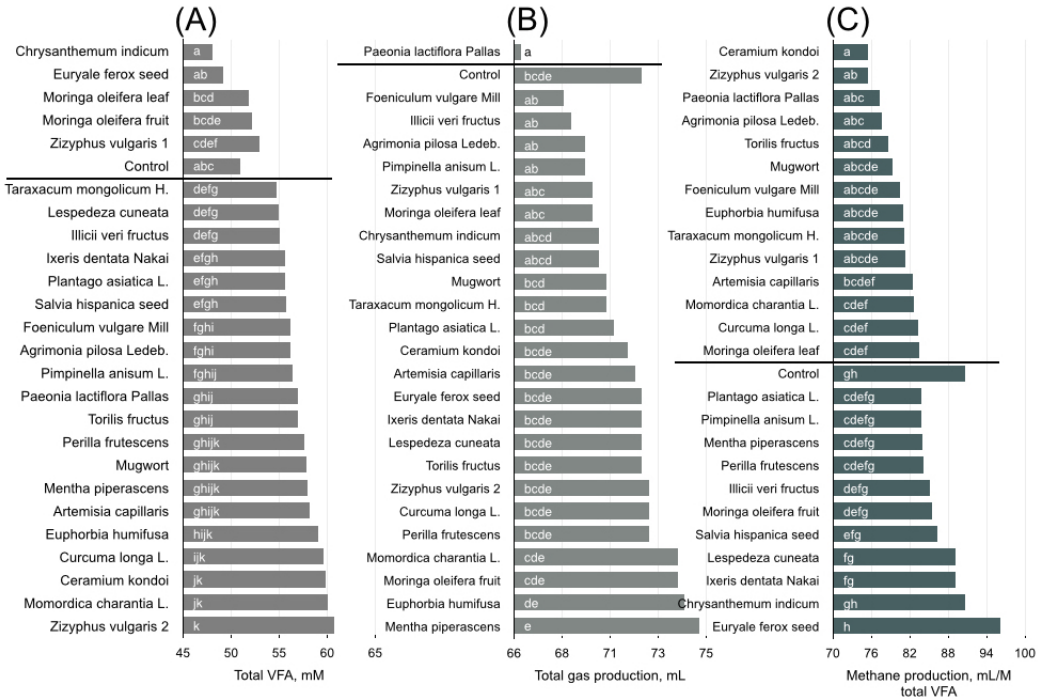 (A)
Chrysanthemum indicum a
Euryale ferox seed ab
Moringa oleifera leaf bcd
Moringa oleifera fruit bcde
Zizyphus vulgaris 1 cdef
Control abc
Taraxacum mongolicum H. defg
Lespedeza cuneata defg
Illicii veri fructus defg
Ixeris dentata Nakai efgh
Plantago asiatica L. efgh
Salvia hispanica seed efgh
Foeniculum vulgare Mill fghi
Agrimonia pilosa Ledeb. fghi
Pimpinella anisum L. fghij
Paeonia lactiflora Pallas ghij
Torilis fructus ghij
Perilla frutescens ghijk
Mugwort ghijk
Mentha piperascens ghijk
Artemisia capillaris ghijk
Euphorbia humifusa hijk
Curcuma longa L. ijk
Ceramium kondoi jk
Momordica charantia L. jk
Zizyphus vulgaris 2 k
45 50 55 60 65
Total VFA, mM
(B)
Paeonia lactiflora Pallas a
Control bcde
Foeniculum vulgare Mill ab
Illicii veri fructus ab
Agrimonia pilosa Ledeb. ab
Pimpinella anisum L. ab
Zizyphus vulgaris 1 abc
Moringa oleifera leaf abc
Chrysanthemum indicum abcd
Salvia hispanica seed abcd
Mugwort bcd
Taraxacum mongolicum H. bcd
Plantago asiatica L. bcd
Ceramium kondoi bcde
Artemisia capillaris bcde
Euryale ferox seed bcde
Ixeris dentata Nakai bcde
Lespedeza cuneata bcde
Torilis fructus bcde
Zizyphus vulgaris 2 bcde
Curcuma longa L. bcde
Perilla frutescens bcde
Momordica charantia L. cde
Moringa oleifera fruit cde
Euphorbia humifusa de
Mentha piperascens e
66 68 71 73 75
Total gas production, mL
(C)
Ceramium kondoi a
Zizyphus vulgaris 2 ab
Paeonia lactiflora Pallas abc
Agrimonia pilosa Ledeb. abc
Torilis fructus abcd
Mugwort abcde
Foeniculum vulgare Mill abcde
Euphorbia humifusa abcde
Taraxacum mongolicum H. abcde
Zizyphus vulgaris 1 abcde
Artemisia capillaris bcdef
Momordica charantia L. cdef
Curcuma longa L. cdef
Moringa oleifera leaf cdef
Control gh
Plantago asiatica L. cdefg
Pimpinella anisum L. cdefg
Mentha piperascens cdefg
Perilla frutescens cdefg
Illicii veri fructus defg
Moringa oleifera fruit defg
Salvia hispanica seed efg
Lespedeza cuneata fg
Ixeris dentata Nakai fg
Chrysanthemum indicum gh
Euryale ferox seed h
70 76 82 88 94 100
Methane production, mL/M
total VFA